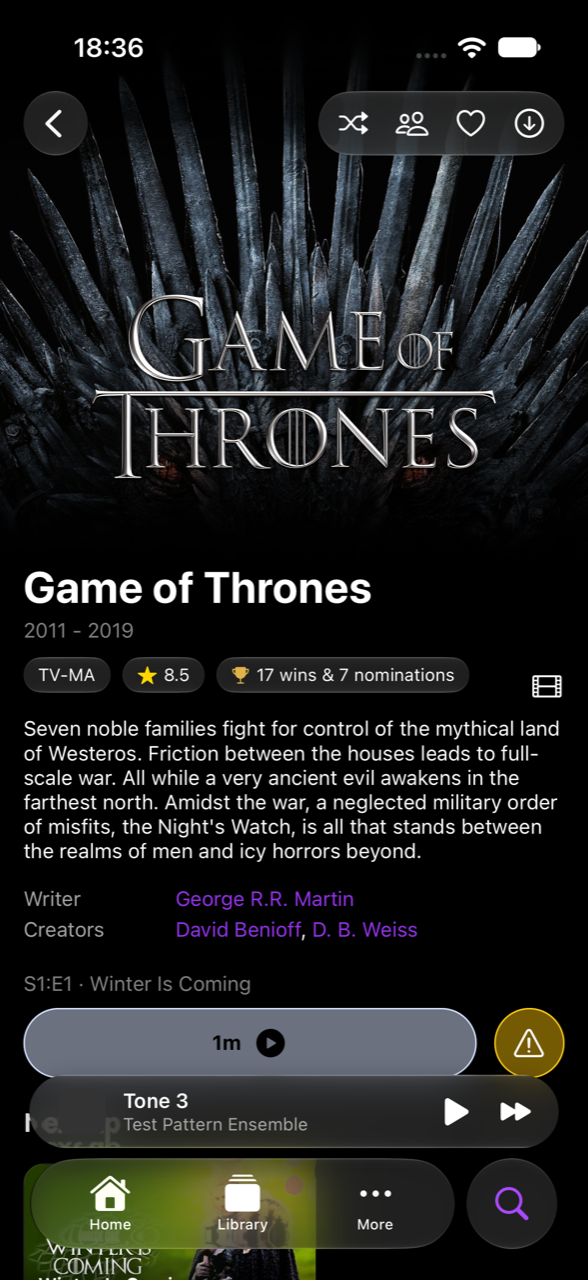 18:36
GAME OF
THRONES
Game of Thrones
2011 - 2019
TV-MA
8.5
17 wins & 7 nominations
Seven noble families fight for control of the mythical land
of Westeros. Friction between the houses leads to full-
scale war. All while a very ancient evil awakens in the
farthest north. Amidst the war, a neglected military order
of misfits, the Night's Watch, is all that stands between
the realms of men and icy horrors beyond.
Writer George R.R. Martin
Creators David Benioff, D. B. Weiss
S1:E1 · Winter Is Coming
1m
Tone 3
Test Pattern Ensemble
Home
Library
More
WINTER IS
COMING